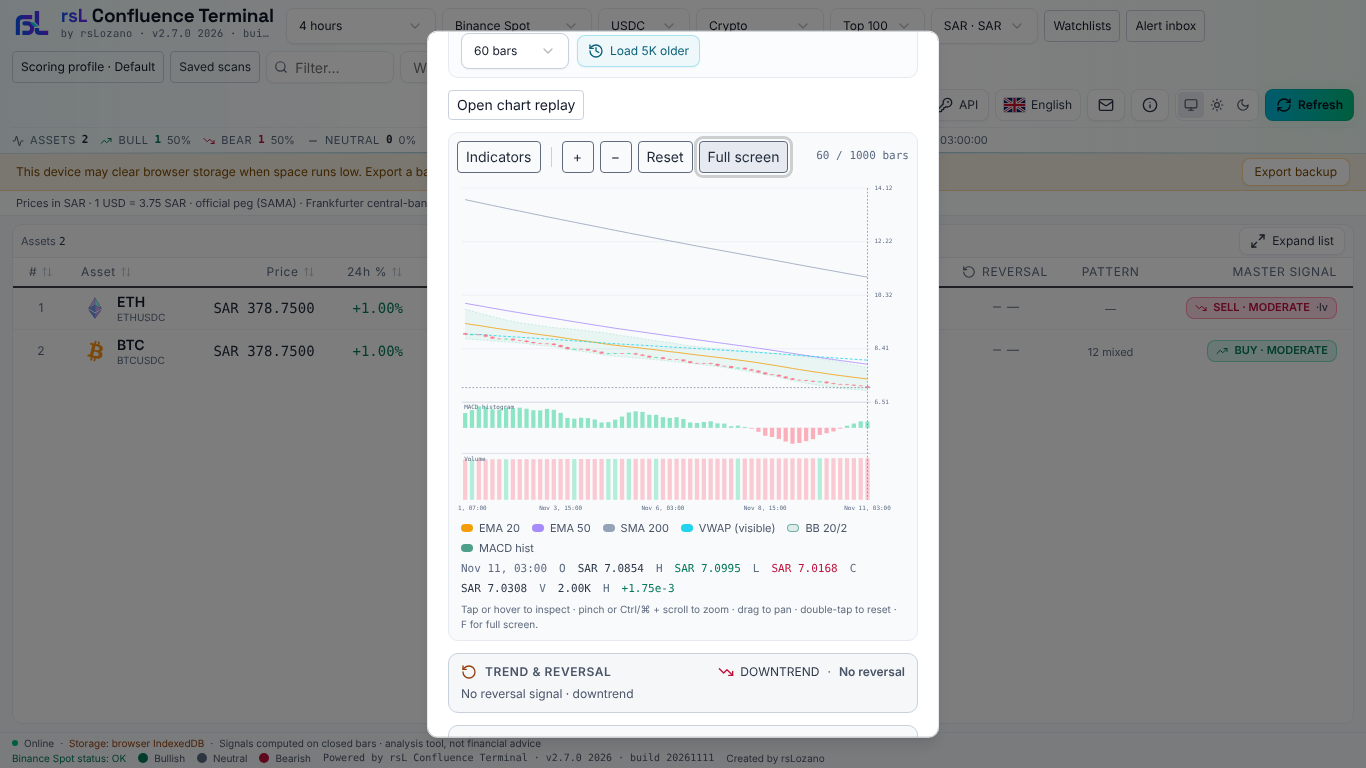 rsL Confluence Terminal
by rsLozano · v2.7.0 2026 · bui…
4 hours
Binance Spot
USDC
Crypto
Top 100
SAR · SAR
Watchlists
Alert inbox
Scoring profile · Default
Saved scans
Filter...
API
English
Refresh
ASSETS 2 BULL 1 50% BEAR 1 50% NEUTRAL 0 0%
03:00:00
This device may clear browser storage when space runs low. Export a ba
Export backup
Prices in SAR · 1 USD = 3.75 SAR · official peg (SAMA) · Frankfurter central-ban
Assets 2
Expand list
# Asset Price 24h %
REVERSAL PATTERN MASTER SIGNAL
1 ETH SAR 378.7500 +1.00%
ETHUSDC
— — — SELL · MODERATE ·lv
2 BTC SAR 378.7500 +1.00%
BTCUSDC
— — 12 mixed BUY · MODERATE
60 bars
Load 5K older
Open chart replay
Indicators + − Reset Full screen 60 / 1000 bars
14.12
12.22
10.32
8.41
6.51
MACD histogram
Volume
1, 07:00 Nov 3, 15:00 Nov 6, 03:00 Nov 8, 15:00 Nov 11, 03:00
EMA 20 EMA 50 SMA 200 VWAP (visible) BB 20/2
MACD hist
Nov 11, 03:00 O SAR 7.0854 H SAR 7.0995 L SAR 7.0168 C
SAR 7.0308 V 2.00K H +1.75e-3
Tap or hover to inspect · pinch or Ctrl/⌘ + scroll to zoom · drag to pan · double-tap to reset ·
F for full screen.
TREND & REVERSAL DOWNTREND · No reversal
No reversal signal · downtrend
Online · Storage: browser IndexedDB · Signals computed on closed bars · analysis tool, not financial advice
Binance Spot status: OK Bullish Neutral Bearish Powered by rsL Confluence Terminal · v2.7.0 2026 · build 20261111 Created by rsLozano